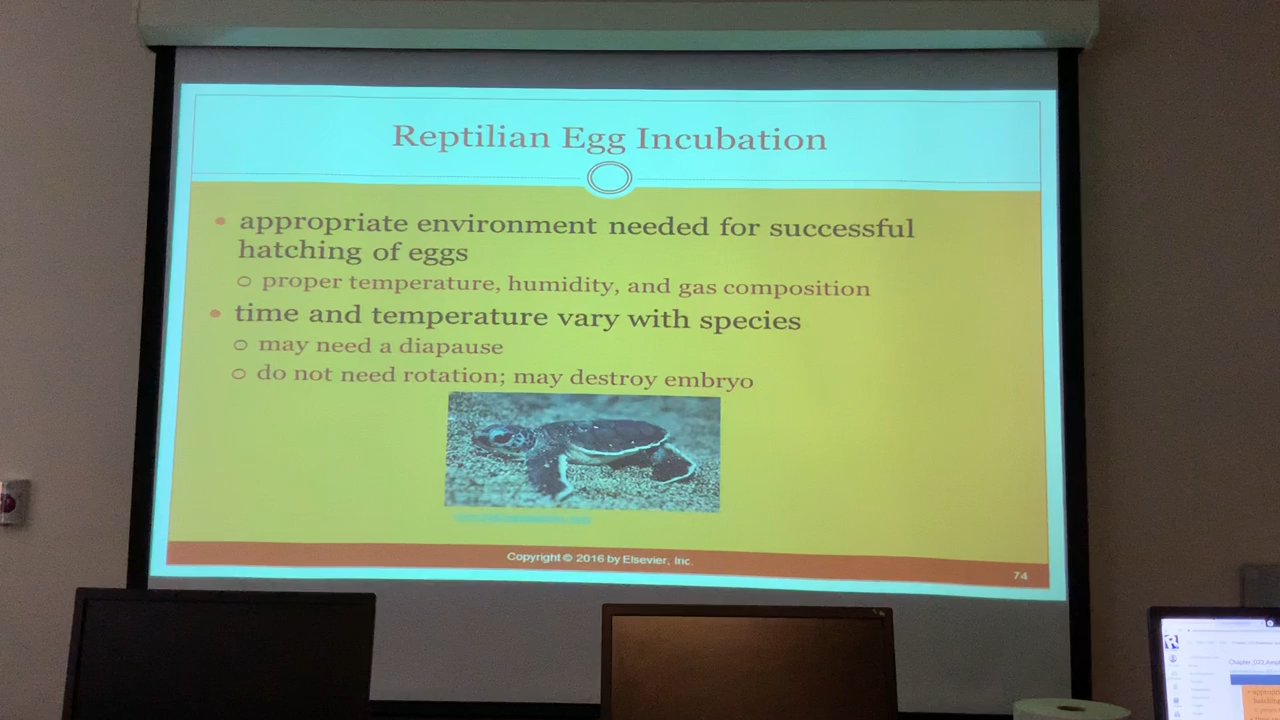 Reptilian Egg Incubation
appropriate environment needed for successful
hatching of eggs
proper temperature, humidity, and gas composition
time and temperature vary with species
may need a diapause
do not need rotation; may destroy embryo
Copyright © 2016 by Elsevier, Inc.
74